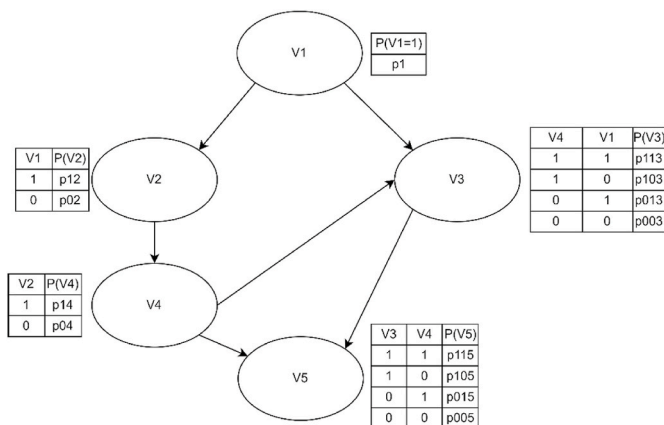 V1
P(V1=1)
p1
V1 P(V2)
1 p12
0 p02
V2
V3
V4 V1 P(V3)
1 1 p113
1 0 p103
0 1 p013
0 0 p003
V2 P(V4)
1 p14
0 p04
V4
V5
V3 V4 P(V5)
1 1 p115
1 0 p105
0 1 p015
0 0 p005